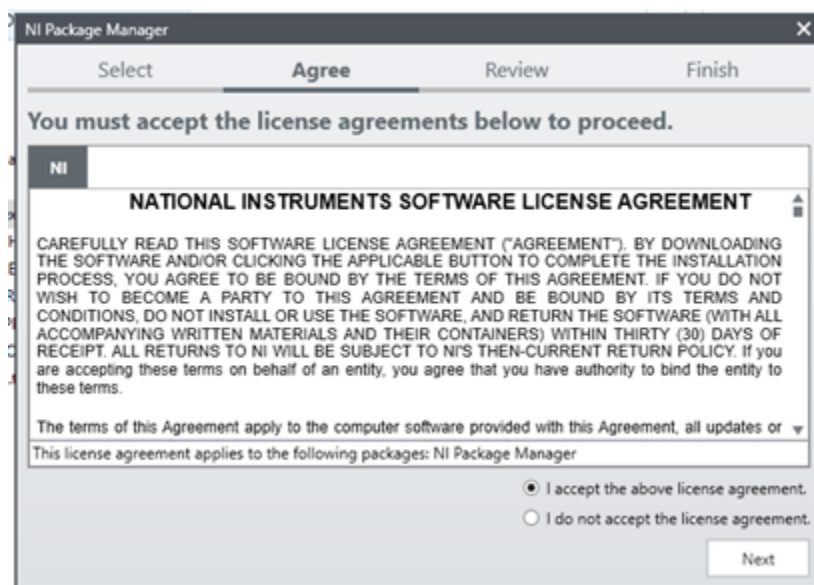 NI Package Manager
Select Agree Review Finish
You must accept the license agreements below to proceed.
NI
NATIONAL INSTRUMENTS SOFTWARE LICENSE AGREEMENT
CAREFULLY READ THIS SOFTWARE LICENSE AGREEMENT ("AGREEMENT"). BY DOWNLOADING
THE SOFTWARE AND/OR CLICKING THE APPLICABLE BUTTON TO COMPLETE THE INSTALLATION
PROCESS, YOU AGREE TO BE BOUND BY THE TERMS OF THIS AGREEMENT. IF YOU DO NOT
WISH TO BECOME A PARTY TO THIS AGREEMENT AND BE BOUND BY ITS TERMS AND
CONDITIONS, DO NOT INSTALL OR USE THE SOFTWARE, AND RETURN THE SOFTWARE (WITH ALL
ACCOMPANYING WRITTEN MATERIALS AND THEIR CONTAINERS) WITHIN THIRTY (30) DAYS OF
RECEIPT. ALL RETURNS TO NI WILL BE SUBJECT TO NI'S THEN-CURRENT RETURN POLICY. If you
are accepting these terms on behalf of an entity, you agree that you have authority to bind the entity to
these terms.
The terms of this Agreement apply to the computer software provided with this Agreement, all updates or
This license agreement applies to the following packages: NI Package Manager
I accept the above license agreement.
I do not accept the license agreement.
Next